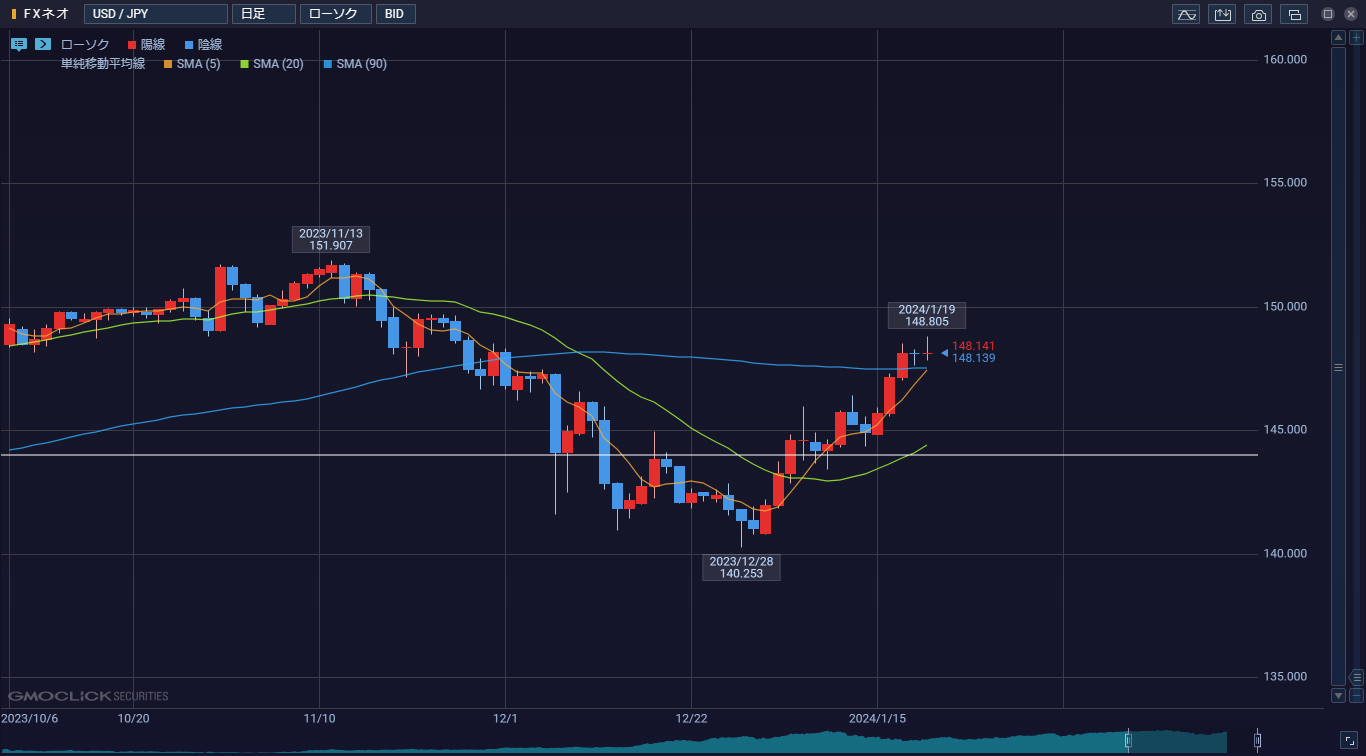 FXネオ USD / JPY 日足 ローソク BID
ローソク 陽線 陰線
単純移動平均線 SMA (5) SMA (20) SMA (90)
160.000
155.000
2023/11/13
151.907
150.000
2024/1/19
148.805
148.141
148.139
145.000
140.000
2023/12/28
140.253
135.000
GMOCLICK SECURITIES
2023/10/6 10/20 11/10 12/1 12/22 2024/1/15